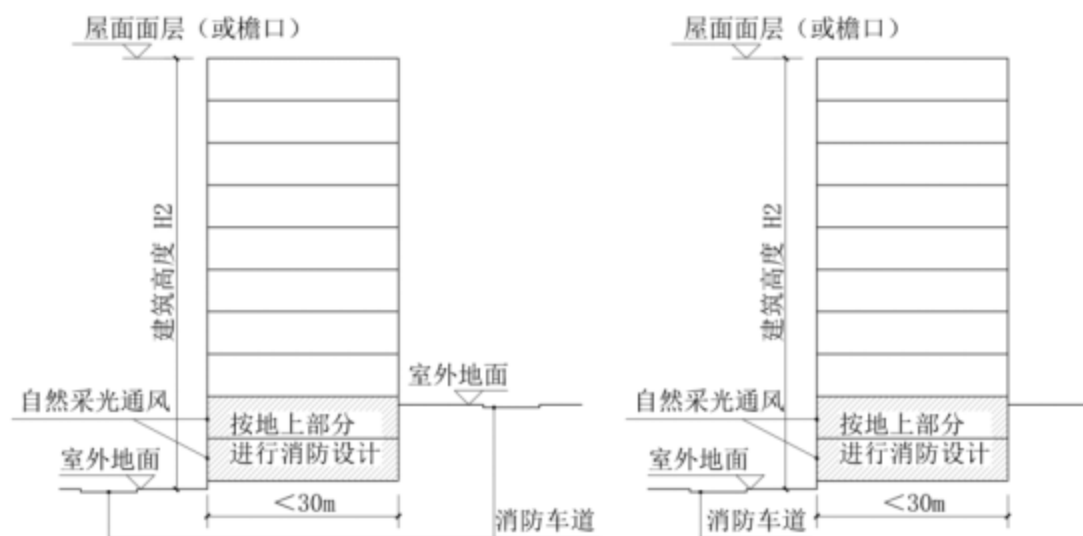 屋面面层（或檐口）
建筑高度 H2
室外地面
自然采光通风
按地上部分
进行消防设计
室外地面
<30m
消防车道
屋面面层（或檐口）
建筑高度 H2
自然采光通风
按地上部分
进行消防设计
室外地面
<30m
消防车道